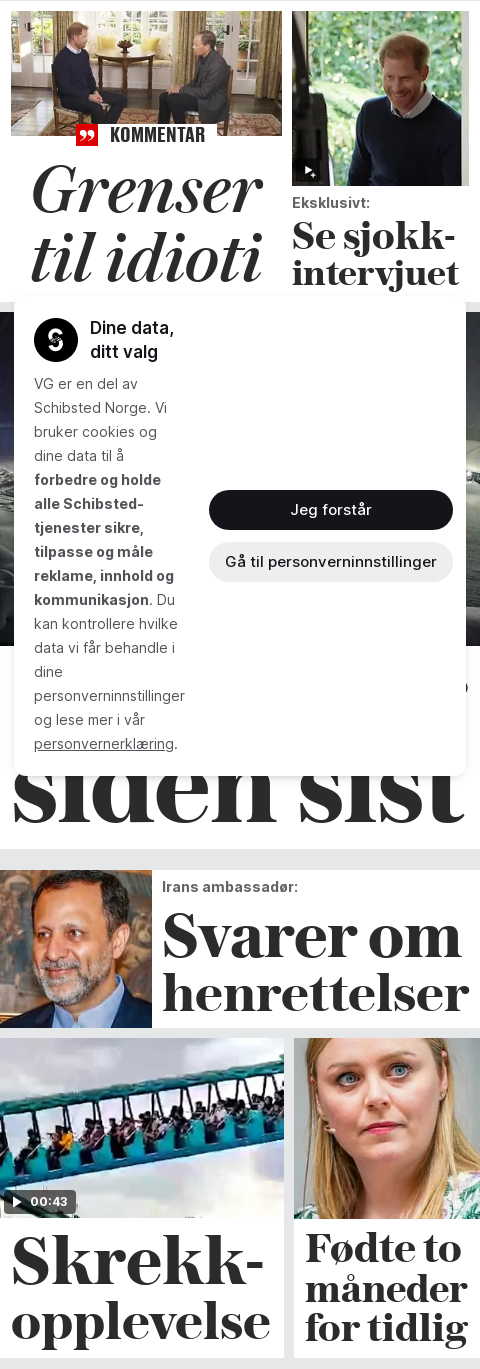 KOMMENTAR
Grenser
til idioti
Eksklusivt:
Se sjokk-
intervjuet
Dine data,
ditt valg
VG er en del av
Schibsted Norge. Vi
bruker cookies og
dine data til å
forbedre og holde
alle Schibsted-
tjenester sikre,
tilpasse og måle
reklame, innhold og
kommunikasjon. Du
kan kontrollere hvilke
data vi får behandle i
dine
personverninnstillinger
og lese mer i vår
personvernerklæring.
Jeg forstår
Gå til personverninnstillinger
siden sist
Irans ambassadør:
Svarer om
henrettelser
00:43
Skrekk-
opplevelse
Fødte to
måneder
for tidlig